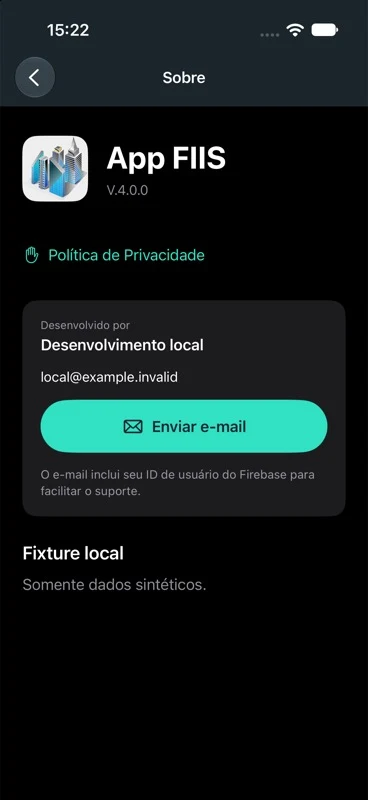 15:22
Sobre
App FIIS
V.4.0.0
Política de Privacidade
Desenvolvido por
Desenvolvimento local
local@example.invalid
Enviar e-mail
O e-mail inclui seu ID de usuário do Firebase para
facilitar o suporte.
Fixture local
Somente dados sintéticos.